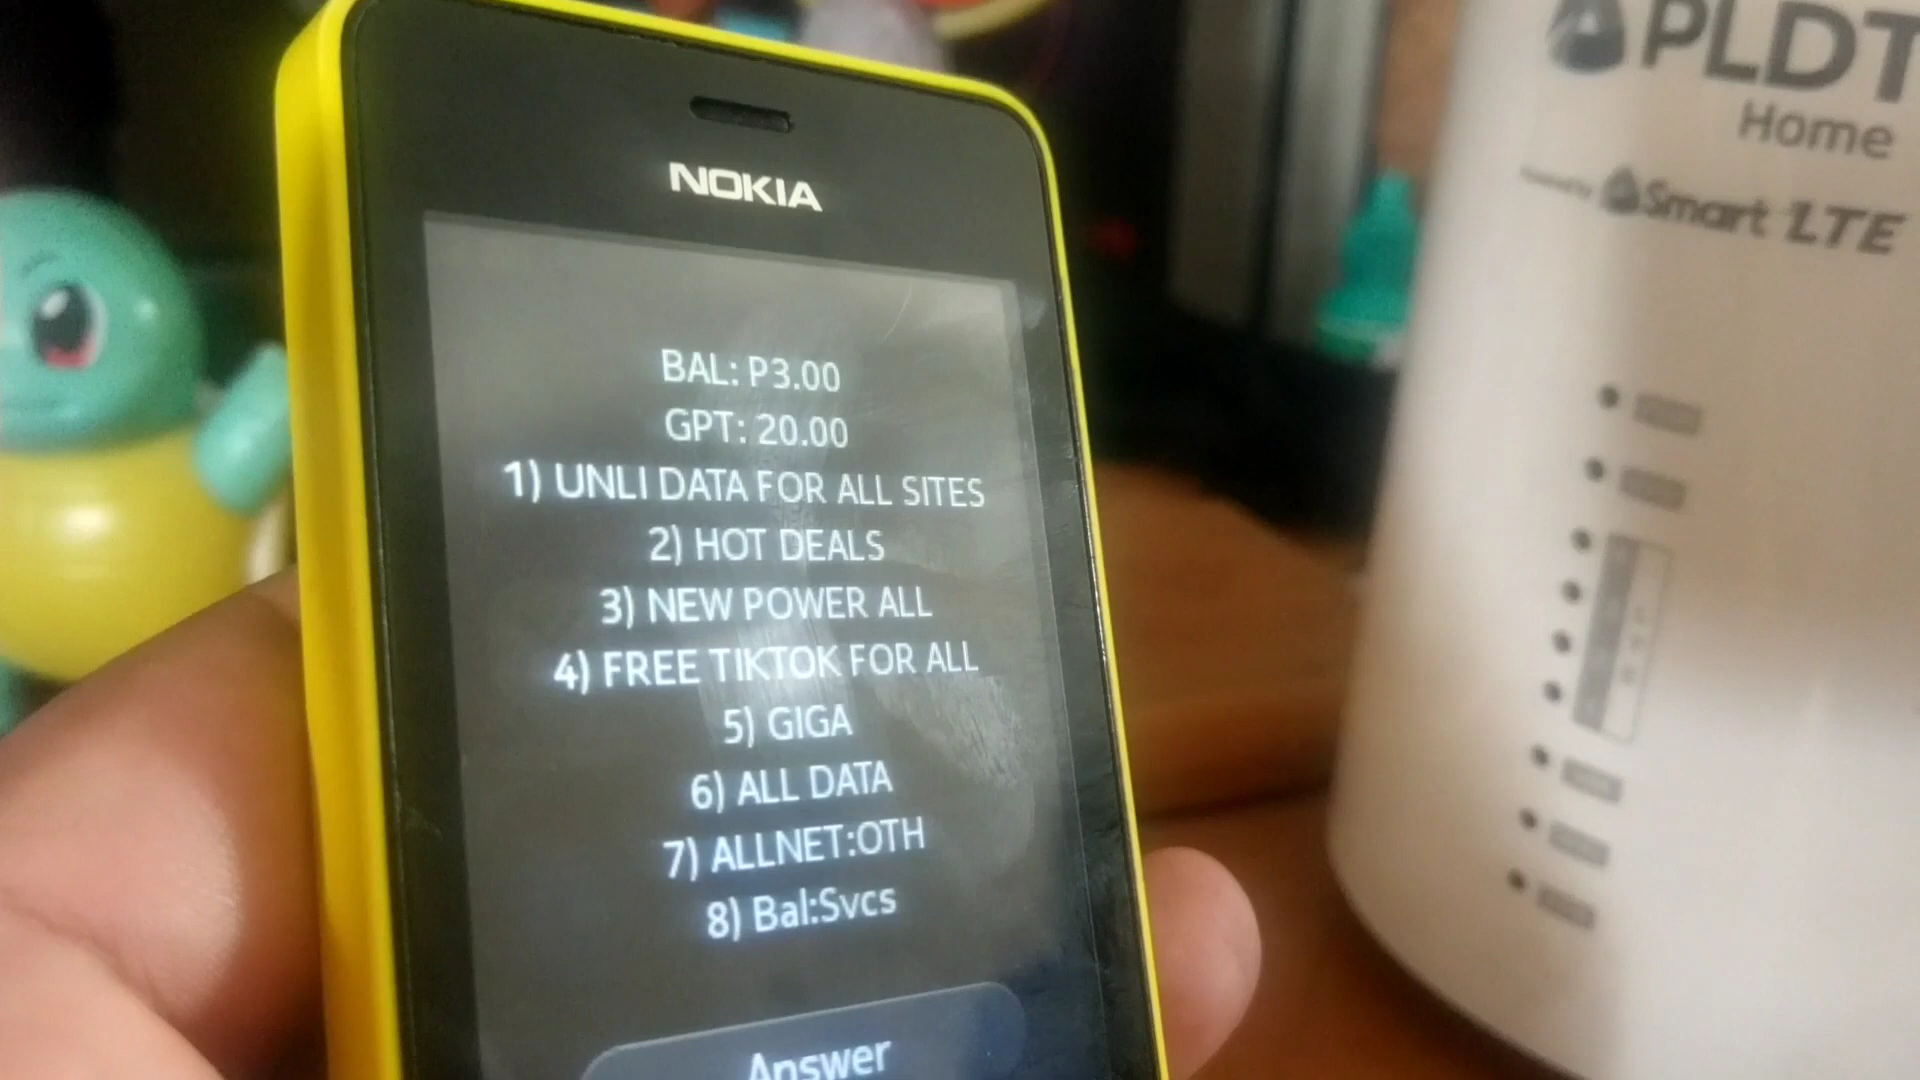 NOKIA
BAL: P3.00
GPT: 20.00
1) UNLI DATA FOR ALL SITES
2) HOT DEALS
3) NEW POWER ALL
4) FREE TIKTOK FOR ALL
5) GIGA
6) ALL DATA
7) ALLNET:OTH
8) Bal:Svcs
Answer
PLDT
Home
Powered by Smart LTE